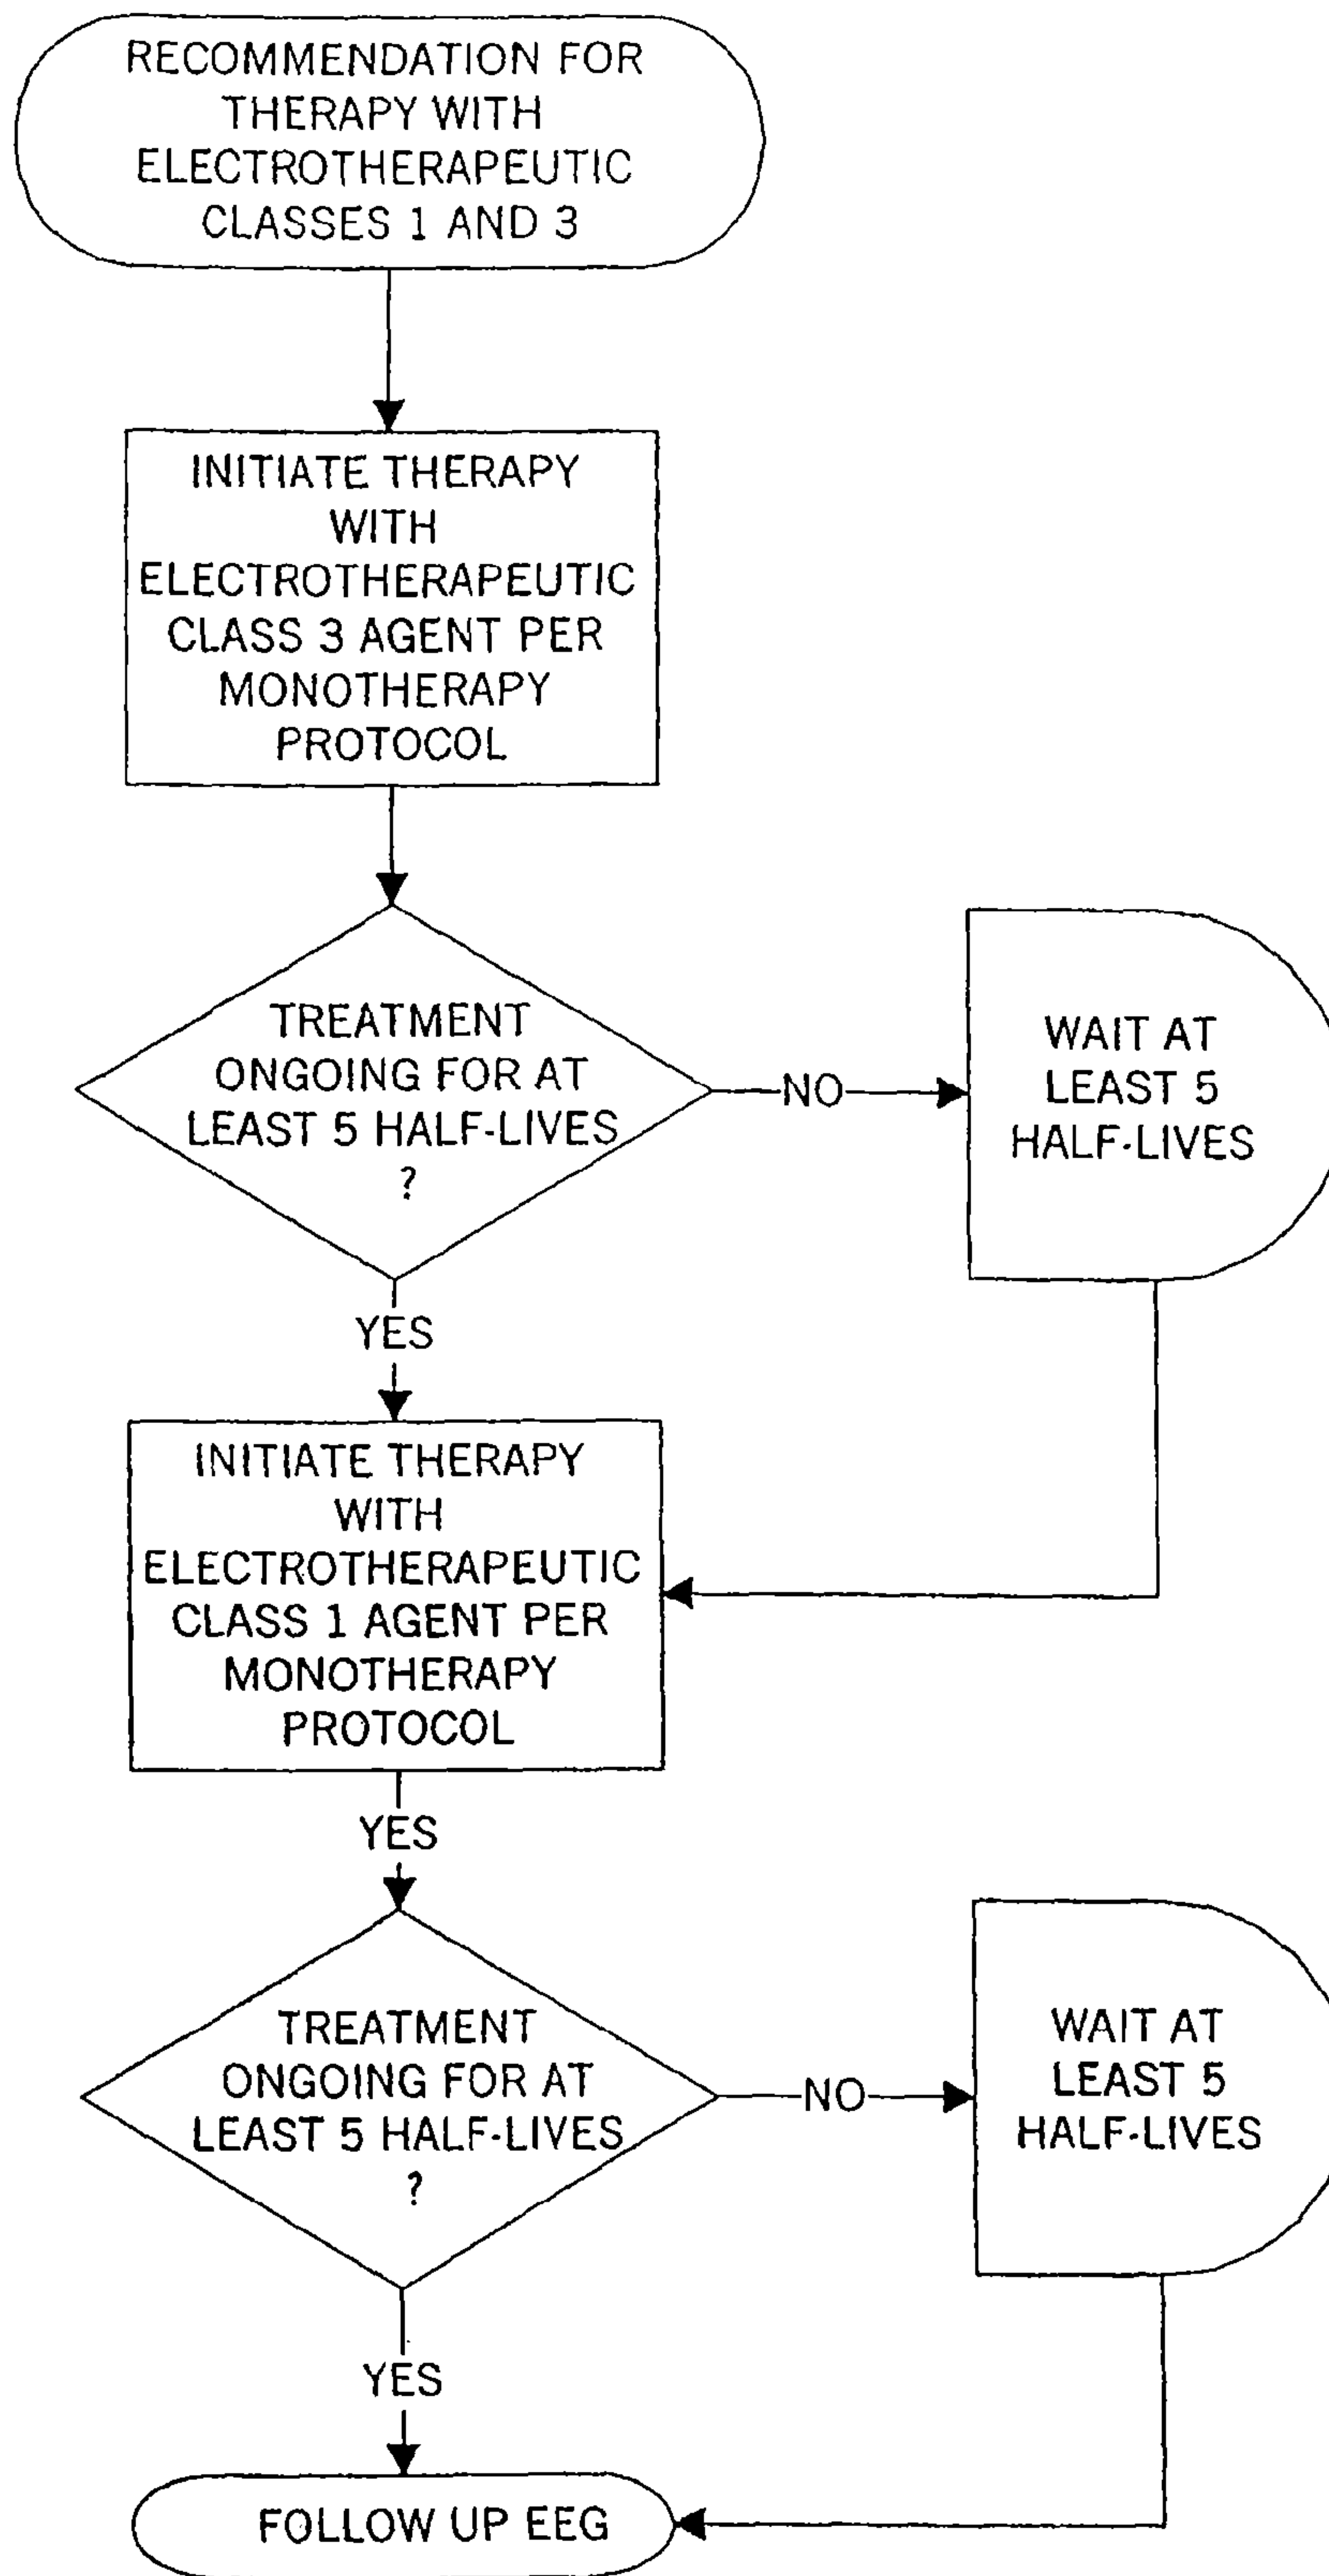 RECOMMENDATION FOR
THERAPY WITH
ELECTROTHERAPEUTIC
CLASSES 1 AND 3
INITIATE THERAPY
WITH
ELECTROTHERAPEUTIC
CLASS 3 AGENT PER
MONOTHERAPY
PROTOCOL
TREATMENT
ONGOING FOR AT
LEAST 5 HALF-LIVES
?
NO
WAIT AT
LEAST 5
HALF-LIVES
YES
INITIATE THERAPY
WITH
ELECTROTHERAPEUTIC
CLASS 1 AGENT PER
MONOTHERAPY
PROTOCOL
YES
TREATMENT
ONGOING FOR AT
LEAST 5 HALF-LIVES
?
NO
WAIT AT
LEAST 5
HALF-LIVES
YES
FOLLOW UP EEG